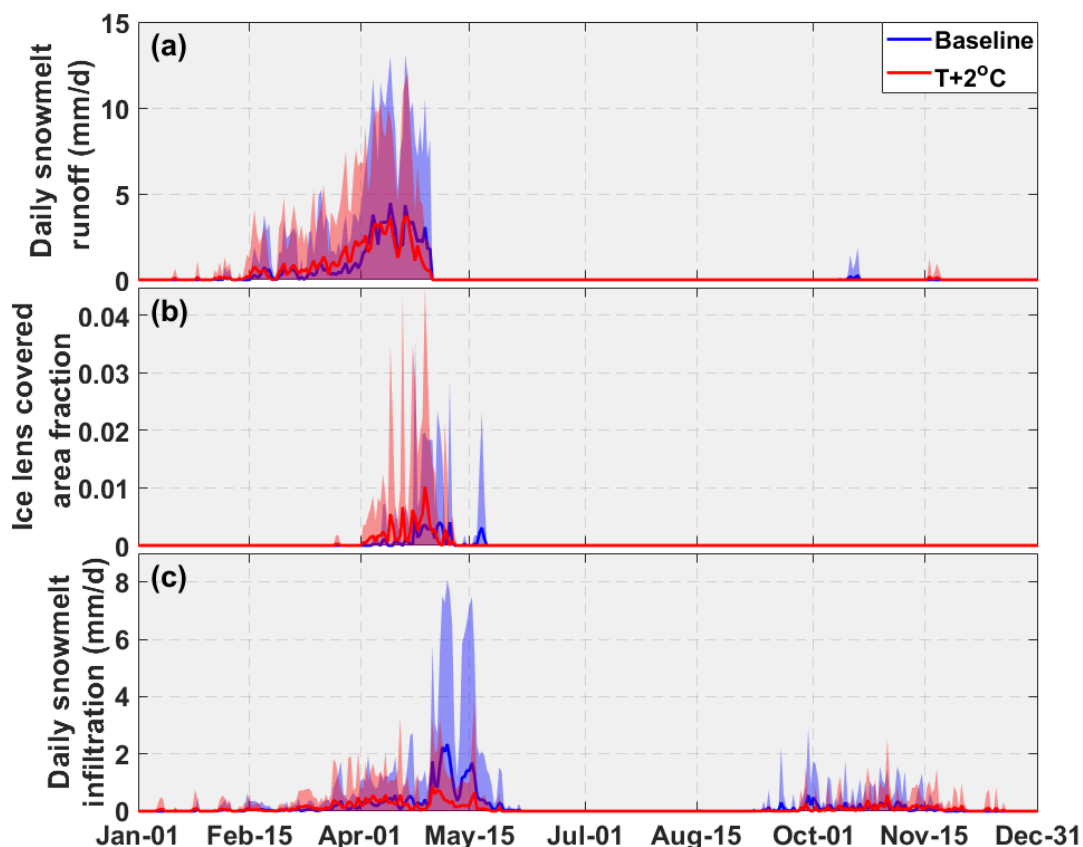 15
(a)
Baseline
T+2°C
10
5
0
Daily snowmelt
runoff (mm/d)
(b)
0.04
0.03
0.02
0.01
0
Ice lens covered
area fraction
(c)
8
6
4
2
0
Daily snowmelt
infiltration (mm/d)
Jan-01 Feb-15 Apr-01 May-15 Jul-01 Aug-15 Oct-01 Nov-15 Dec-31